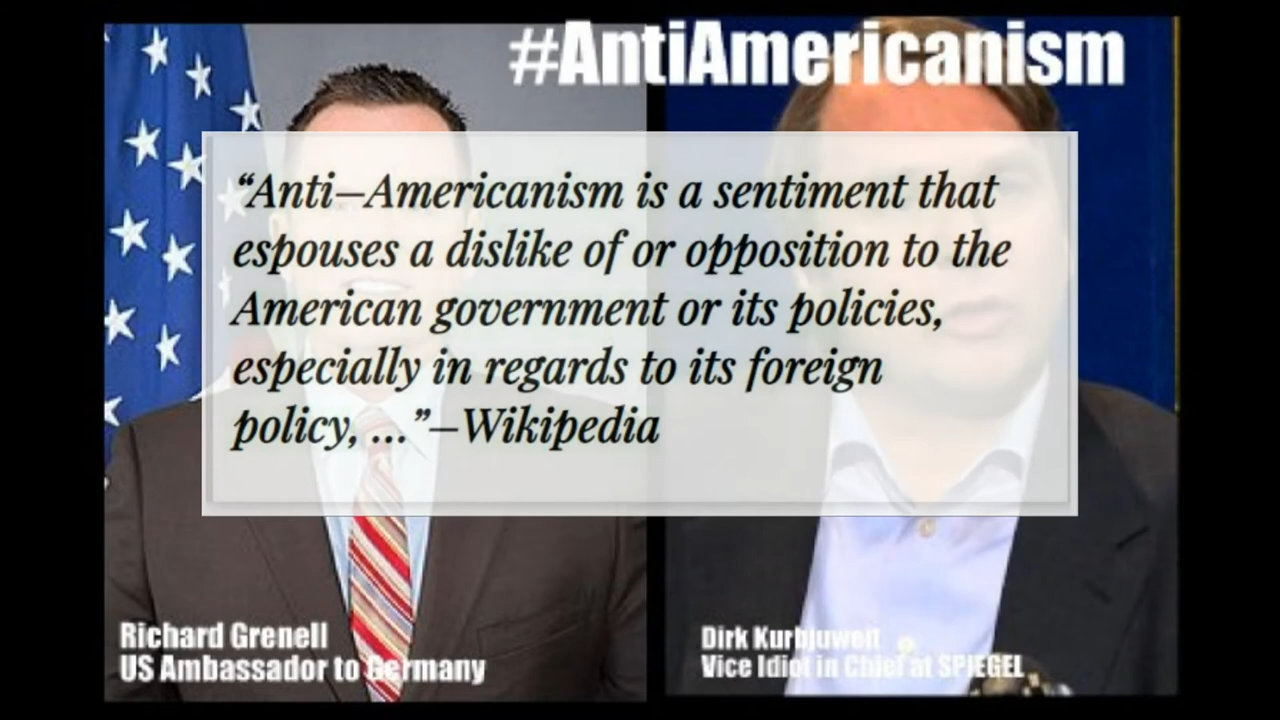 #AntiAmericanism
“Anti–Americanism is a sentiment that
espouses a dislike of or opposition to the
American government or its policies,
especially in regards to its foreign
policy, ...”–Wikipedia
Richard Grenell
US Ambassador to Germany
Dirk Kurbjuweit
Vice Idiot in Chief at SPIEGEL